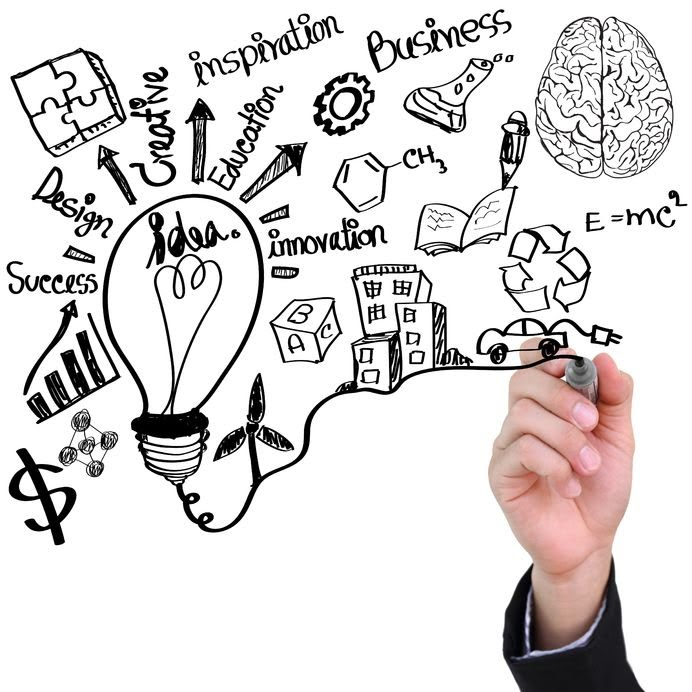 inspiration
Business
Creative
Education
CH3
Design
idea.
innovation
E=mc²
Success
B
A C
$